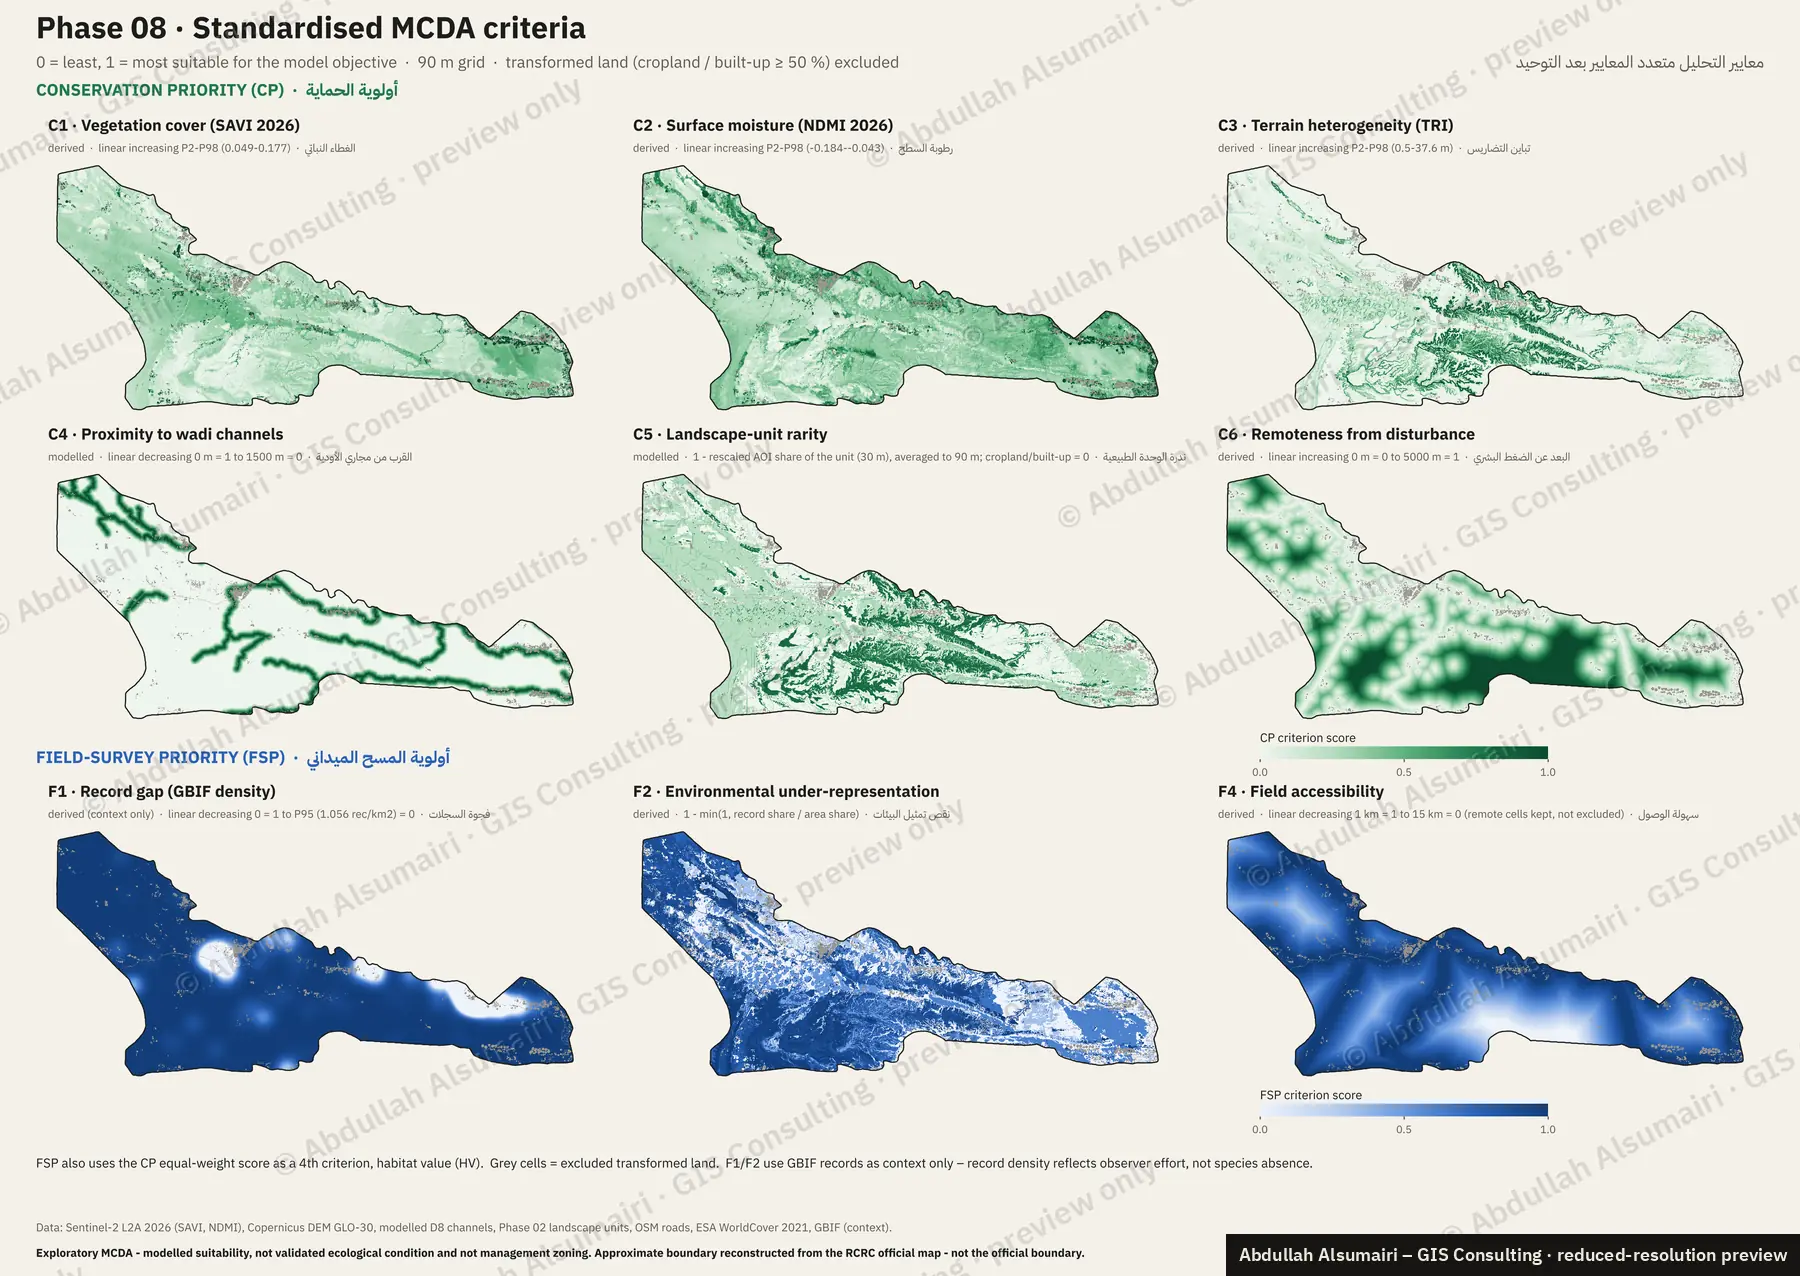 Phase 08 · Standardised MCDA criteria
0 = least, 1 = most suitable for the model objective · 90 m grid · transformed land (cropland / built-up ≥ 50 %) excluded
معايير التحليل متعدد المعايير بعد التوحيد
CONSERVATION PRIORITY (CP) · أولوية الحماية
C1 · Vegetation cover (SAVI 2026)
derived · linear increasing P2-P98 (0.049-0.177) · الغطاء النباتي
C2 · Surface moisture (NDMI 2026)
derived · linear increasing P2-P98 (-0.184--0.043) · رطوبة السطح
C3 · Terrain heterogeneity (TRI)
derived · linear increasing P2-P98 (0.5-37.6 m) · تباين التضاريس
C4 · Proximity to wadi channels
modelled · linear decreasing 0 m = 1 to 1500 m = 0 · القرب من مجاري الأودية
C5 · Landscape-unit rarity
modelled · 1 - rescaled AOI share of the unit (30 m), averaged to 90 m; cropland/built-up = 0 · ندرة الوحدة الطبيعية
C6 · Remoteness from disturbance
derived · linear increasing 0 m = 0 to 5000 m = 1 · البعد عن الضغط البشري
CP criterion score
0.0 0.5 1.0
FIELD-SURVEY PRIORITY (FSP) · أولوية المسح الميداني
F1 · Record gap (GBIF density)
derived (context only) · linear decreasing 0 = 1 to P95 (1.056 rec/km2) = 0 · فجوة السجلات
F2 · Environmental under-representation
derived · 1 - min(1, record share / area share) · نقص تمثيل البيئات
F4 · Field accessibility
derived · linear decreasing 1 km = 1 to 15 km = 0 (remote cells kept, not excluded) · سهولة الوصول
FSP criterion score
0.0 0.5 1.0
FSP also uses the CP equal-weight score as a 4th criterion, habitat value (HV). Grey cells = excluded transformed land. F1/F2 use GBIF records as context only – record density reflects observer effort, not species absence.
Data: Sentinel-2 L2A 2026 (SAVI, NDMI), Copernicus DEM GLO-30, modelled D8 channels, Phase 02 landscape units, OSM roads, ESA WorldCover 2021, GBIF (context).
Exploratory MCDA - modelled suitability, not validated ecological condition and not management zoning. Approximate boundary reconstructed from the RCRC official map - not the official boundary.
Abdullah Alsumairi – GIS Consulting · reduced-resolution preview
© Abdullah Alsumairi · GIS Consulting · preview only